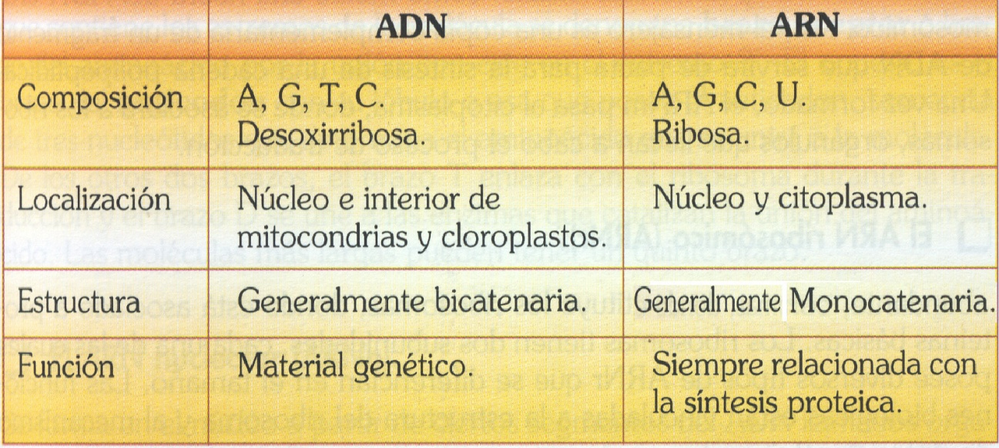 ADN ARN
Composición A, G, T, C. A, G, C, U.
Desoxirribosa. Ribosa.
Localización Núcleo e interior de Núcleo y citoplasma.
mitocondrias y cloroplastos.
Estructura Generalmente bicatenaria. Generalmente Monocatenaria.
Función Material genético. Siempre relacionada con
la síntesis proteica.